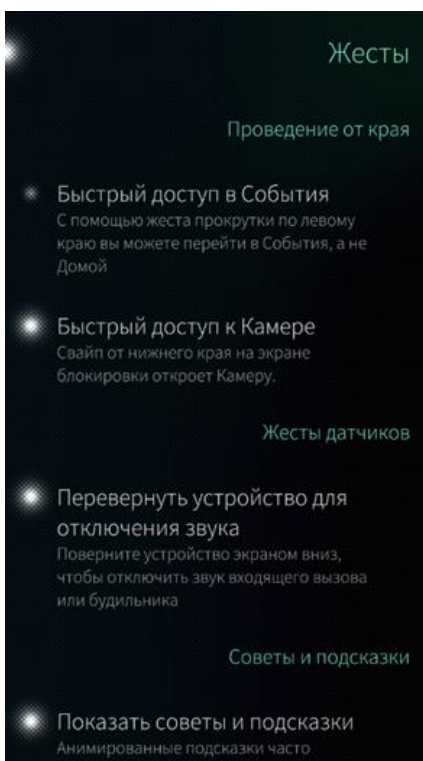 Жесты
Проведение от края
Быстрый доступ в События
С помощью жеста прокрутки по левому
краю вы можете перейти в События, а не
Домой
Быстрый доступ к Камере
Свайп от нижнего края на экране
блокировки откроет Камеру.
Жесты датчиков
Перевернуть устройство для
отключения звука
Поверните устройство экраном вниз,
чтобы отключить звук входящего вызова
или будильника
Советы и подсказки
Показать советы и подсказки
Анимированные подсказки часто